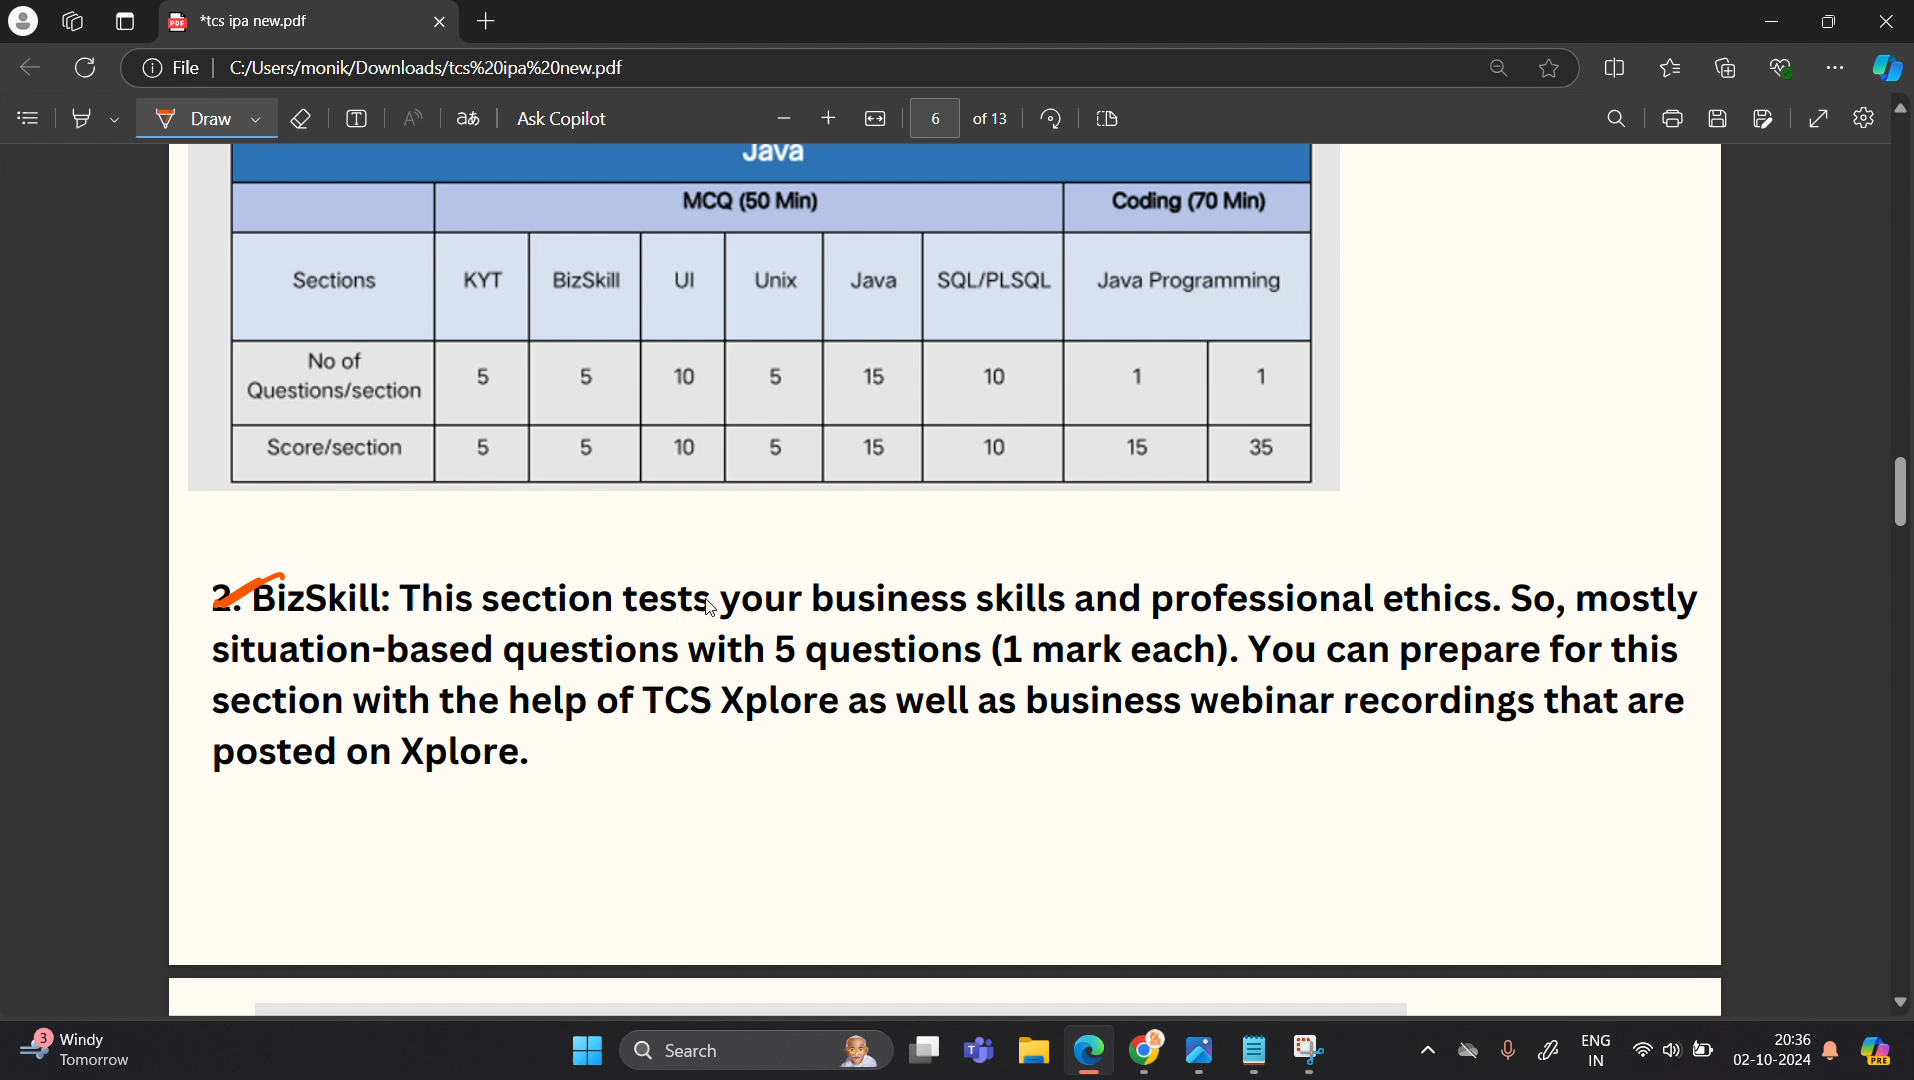 *tcs ipa new.pdf
File
C:/Users/monik/Downloads/tcs%20ipa%20new.pdf
Draw
aあ
Ask Copilot
6 of 13
Java
MCQ (50 Min) Coding (70 Min)
Sections KYT BizSkill UI Unix Java SQL/PLSQL Java Programming
No of
Questions/section 5 5 10 5 15 10 1 1
Score/section 5 5 10 5 15 10 15 35
2. BizSkill: This section tests your business skills and professional ethics. So, mostly
situation-based questions with 5 questions (1 mark each). You can prepare for this
section with the help of TCS Xplore as well as business webinar recordings that are
posted on Xplore.
3
Windy
Tomorrow
Search
ENG
IN
20:36
02-10-2024
PRE